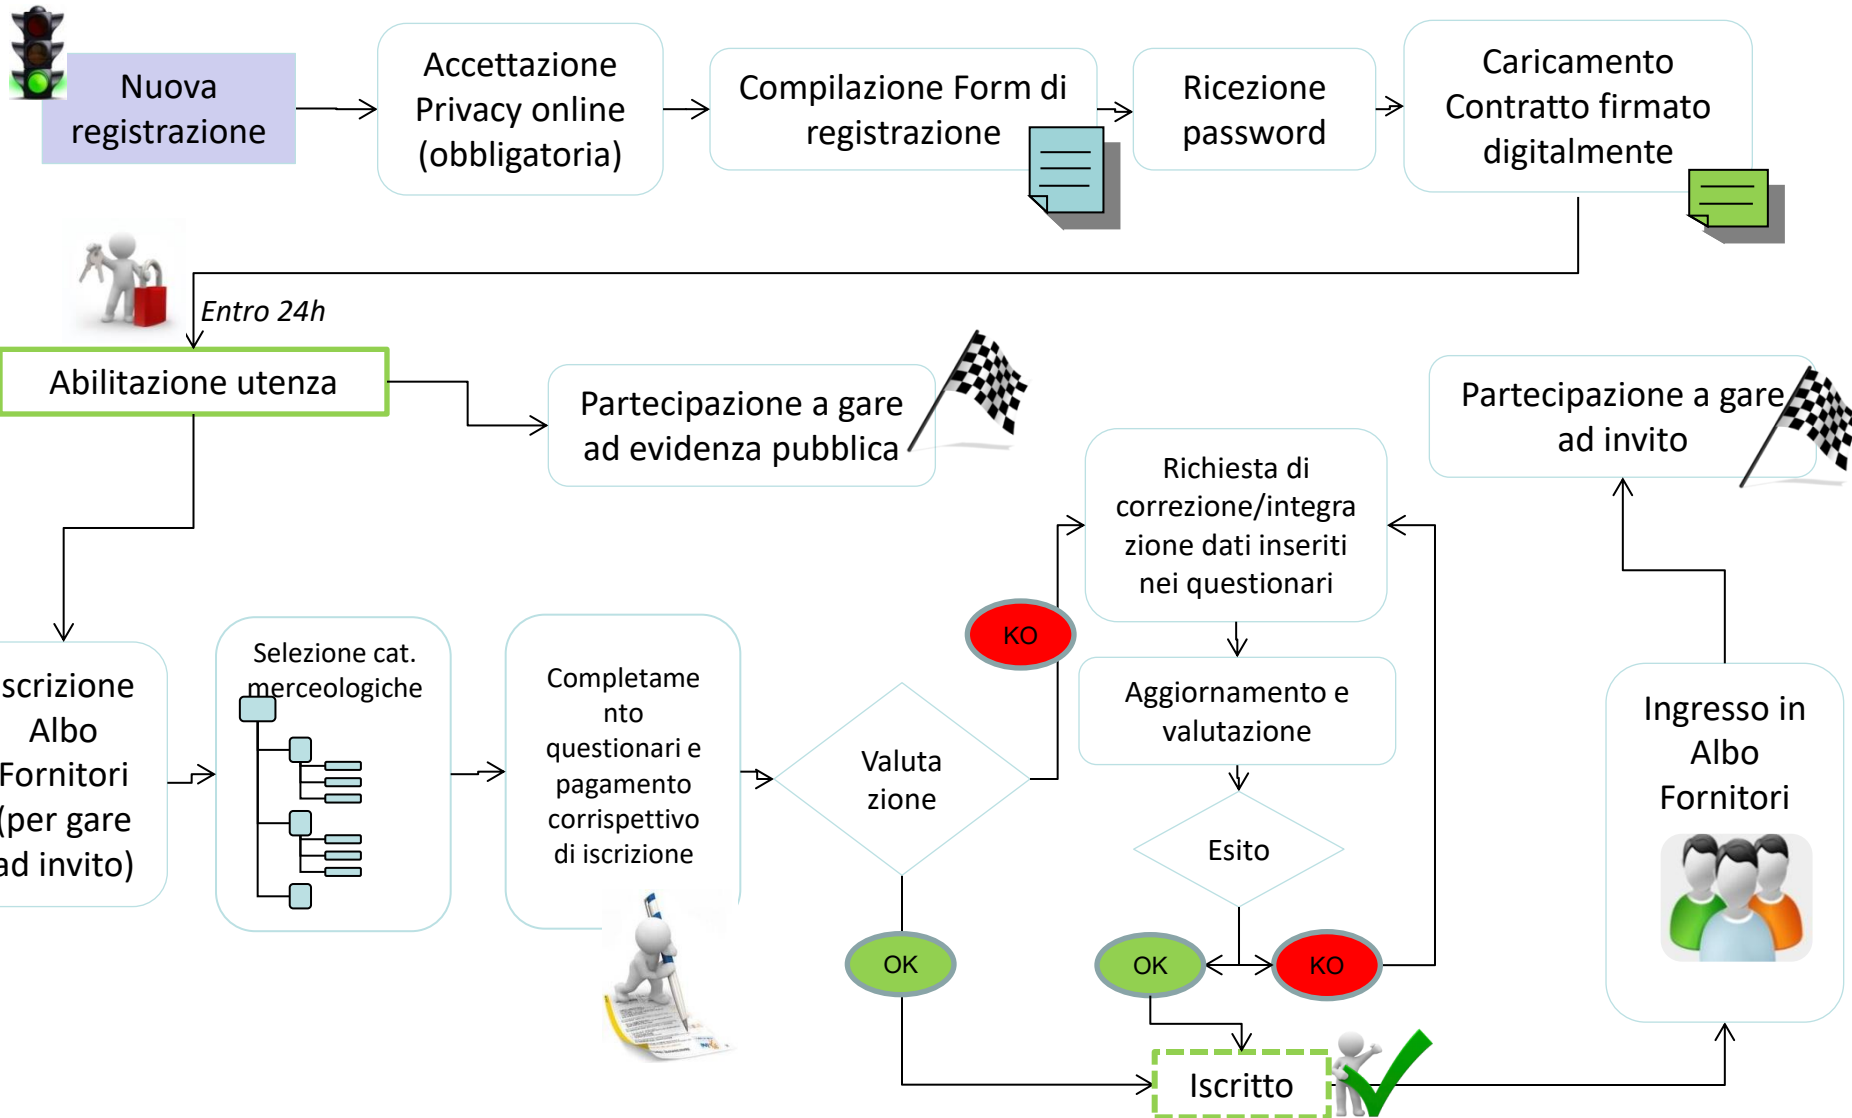 Nuova
registrazione
Accettazione
Privacy online
(obbligatoria)
Compilazione Form di
registrazione
Ricezione
password
Caricamento
Contratto firmato
digitalmente
Entro 24h
Abilitazione utenza
Partecipazione a gare
ad evidenza pubblica
Partecipazione a gare
ad invito
Richiesta di
correzione/integra
zione dati inseriti
nei questionari
KO
scrizione
Albo
Fornitori
(per gare
ad invito)
Selezione cat.
merceologiche
Completame
nto
questionari e
pagamento
corrispettivo
di iscrizione
Valuta
zione
Aggiornamento e
valutazione
Esito
Ingresso in
Albo
Fornitori
OK
OK
KO
Iscritto